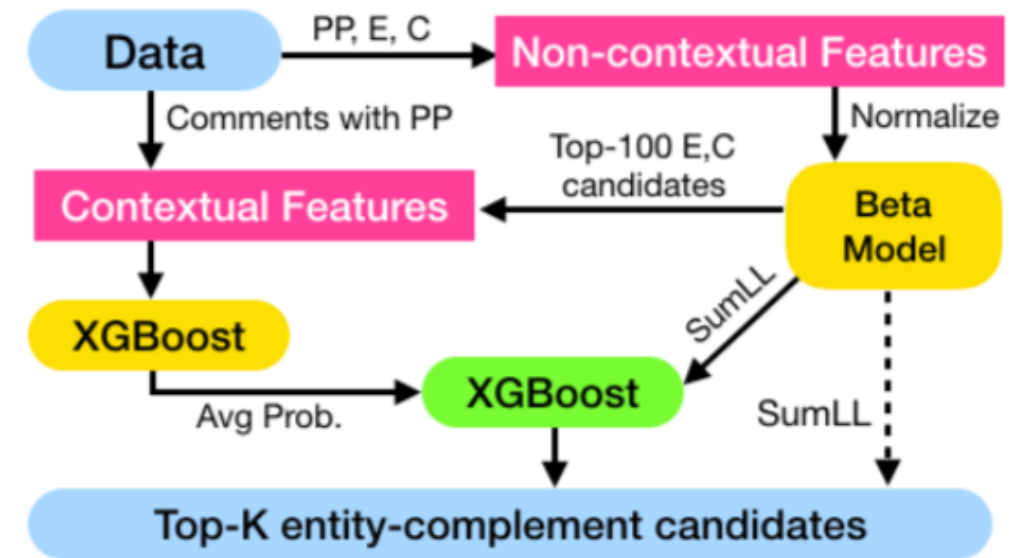 Data
PP, E, C
Non-contextual Features
Comments with PP
Normalize
Top-100 E,C
candidates
Contextual Features
Beta
Model
XGBoost
SumLL
XGBoost
Avg Prob.
SumLL
Top-K entity-complement candidates